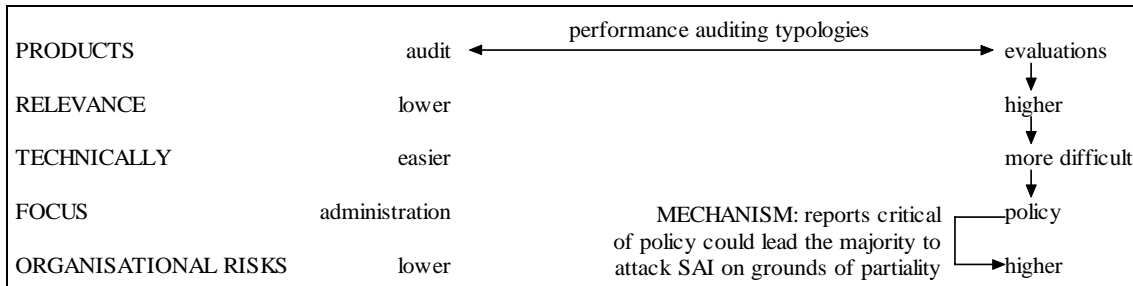 performance auditing typologies
PRODUCTS audit evaluations
RELEVANCE lower higher
TECHNICALLY easier more difficult
FOCUS administration MECHANISM: reports critical policy
of policy could lead the majority to
ORGANISATIONAL RISKS lower attack SAI on grounds of partiality higher